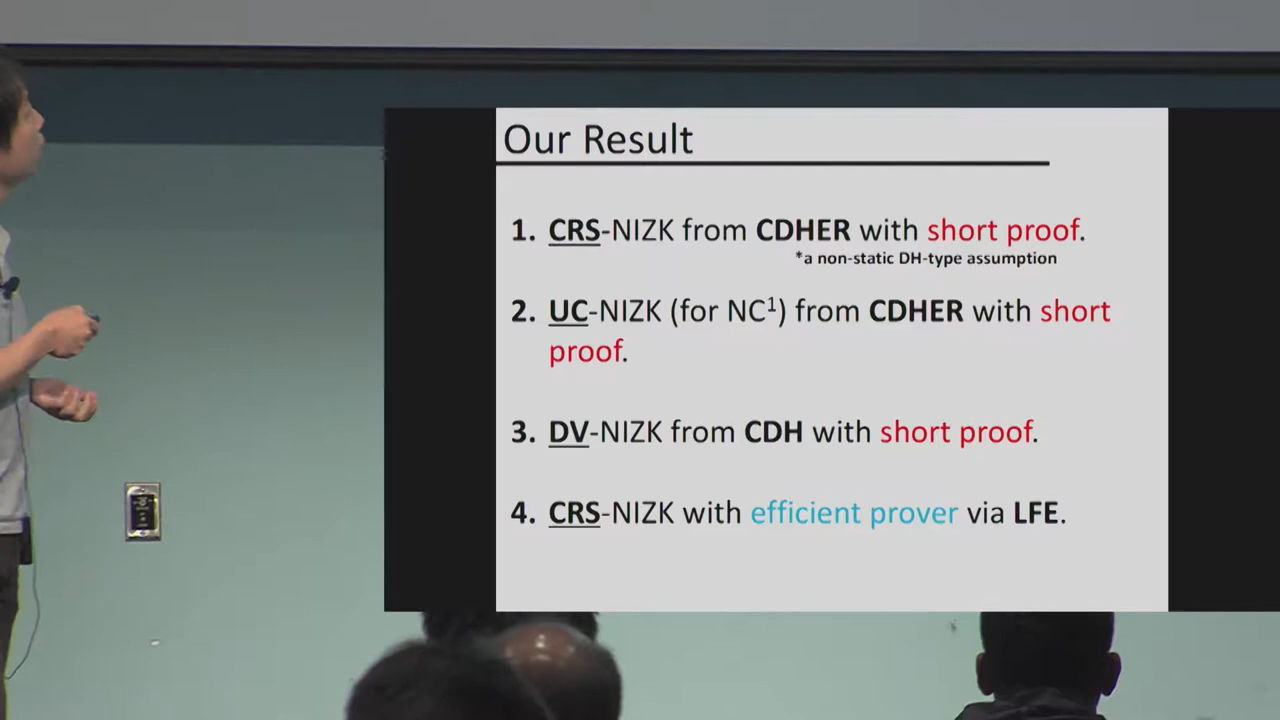 Our Result
1. CRS-NIZK from CDHER with short proof.
*a non-static DH-type assumption
2. UC-NIZK (for NC¹) from CDHER with short
proof.
3. DV-NIZK from CDH with short proof.
4. CRS-NIZK with efficient prover via LFE.